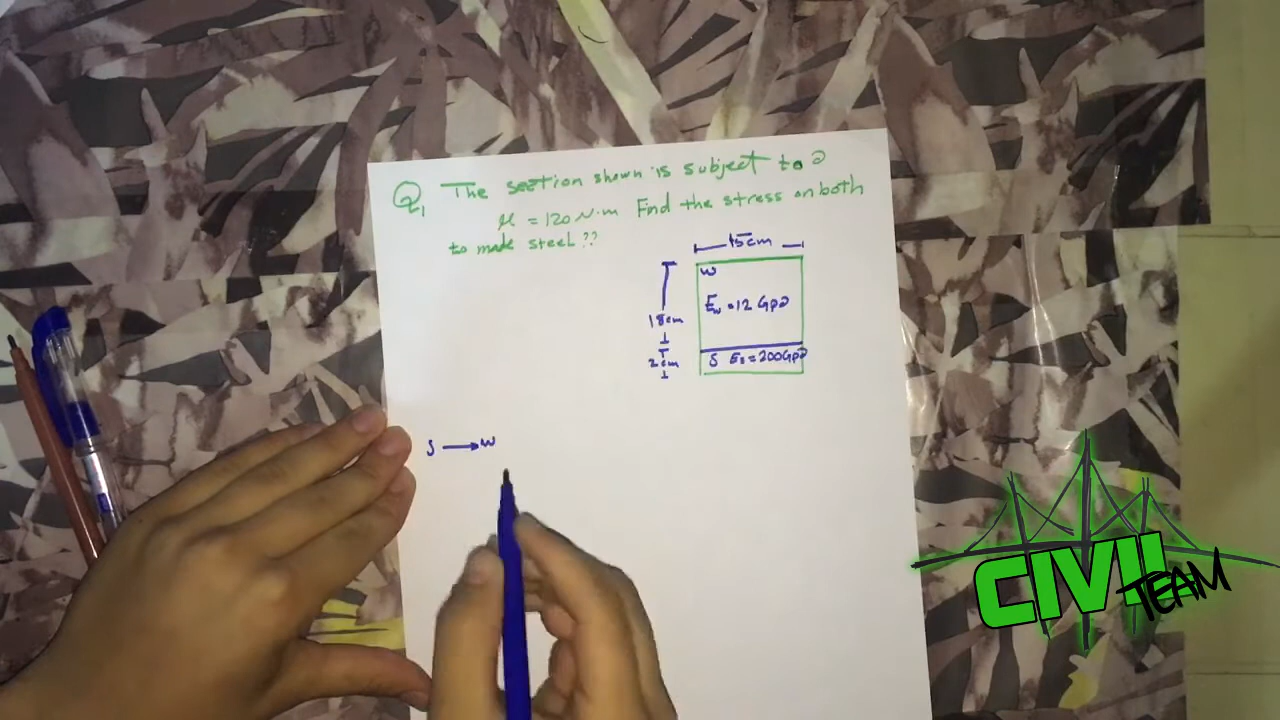 Q1 The section shown is subject to a
M = 120 N.m Find the stress on both
to made steel ??
15cm
W
Ew = 12 Gpa
18cm
2cm
S Es = 200Gpa
S → W
CIVIL
TEAM